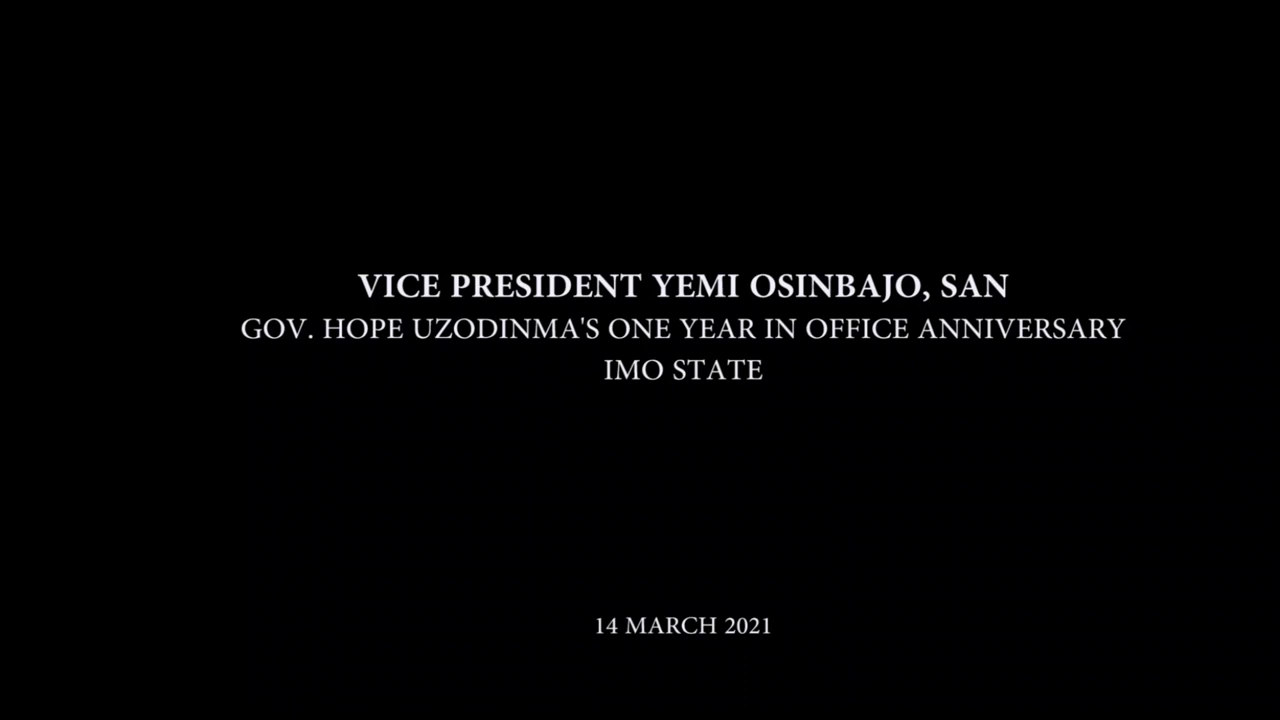 VICE PRESIDENT YEMI OSINBAJO, SAN
GOV. HOPE UZODINMA'S ONE YEAR IN OFFICE ANNIVERSARY
IMO STATE
14 MARCH 2021